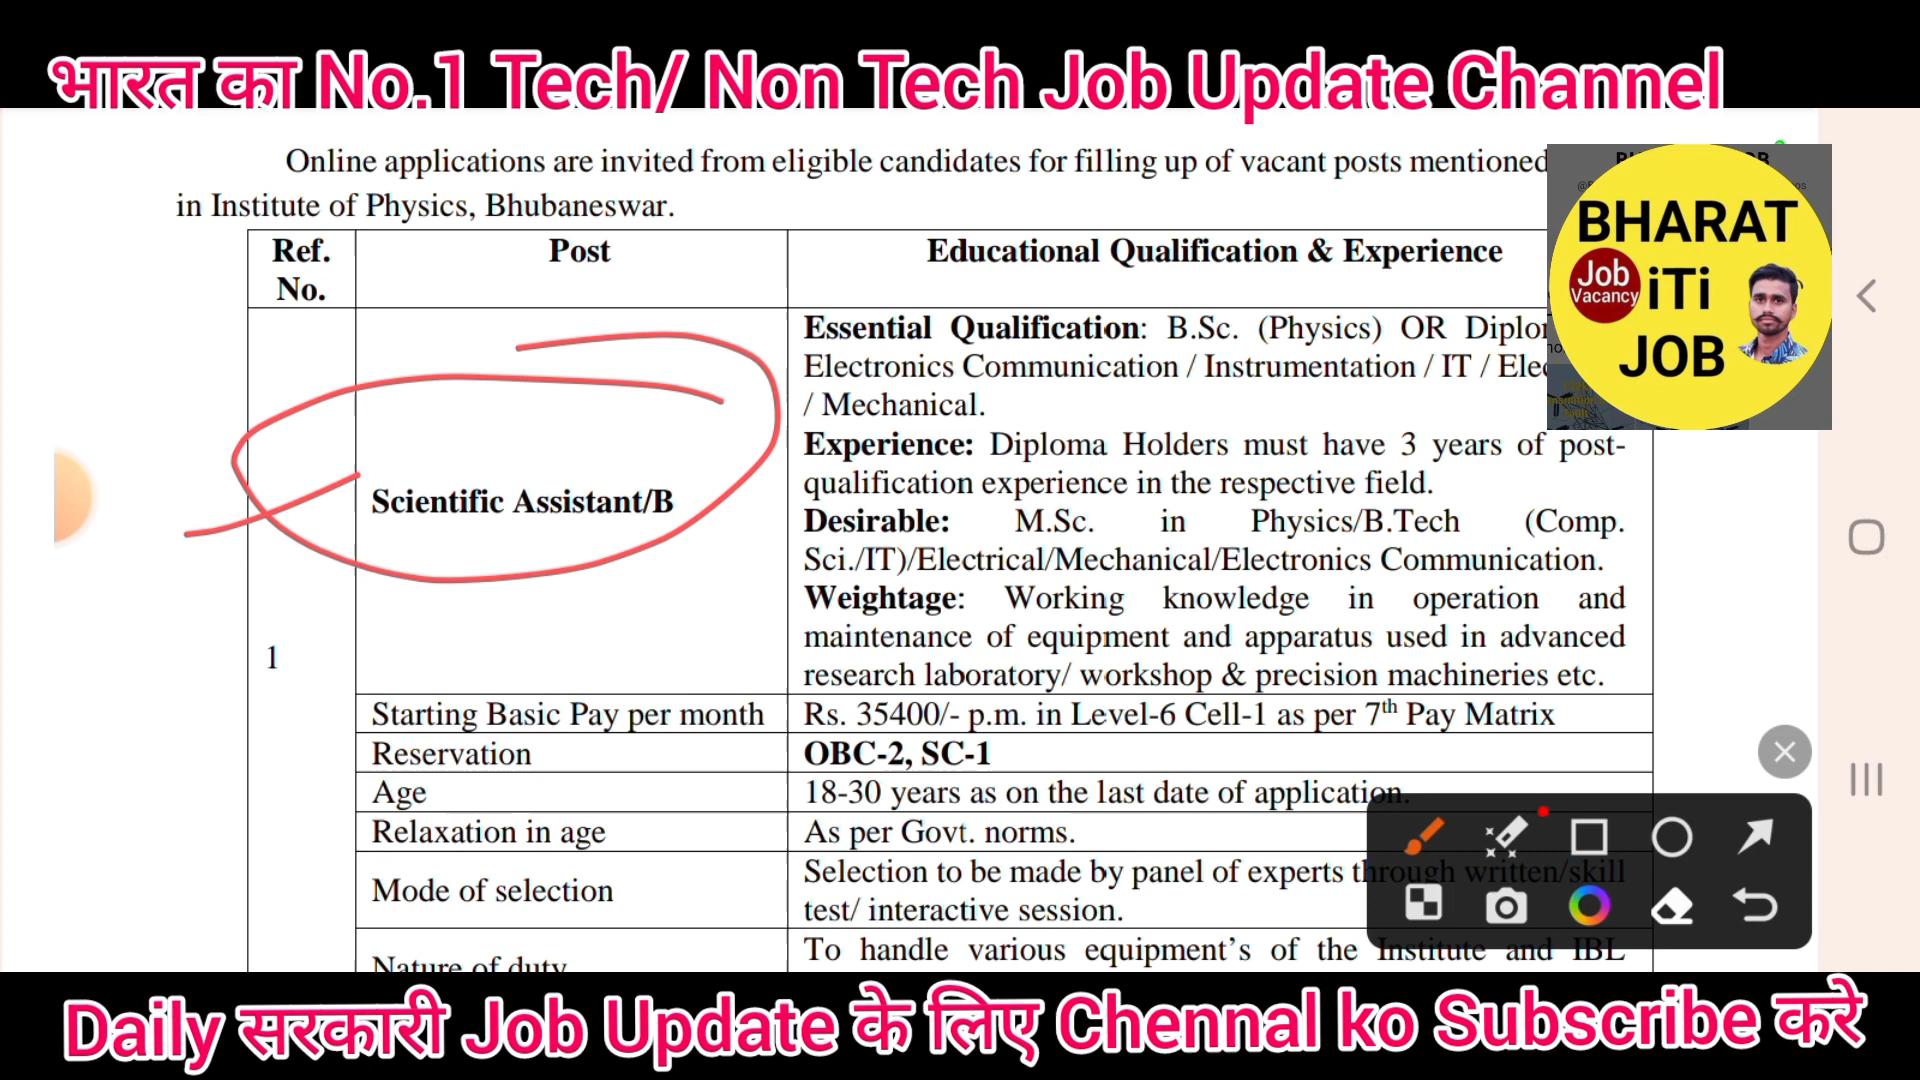 भारत का No.1 Tech/ Non Tech Job Update Channel
Online applications are invited from eligible candidates for filling up of vacant posts mentioned
in Institute of Physics, Bhubaneswar.
Ref. No.
Post
Educational Qualification & Experience
1
Scientific Assistant/B
Essential Qualification: B.Sc. (Physics) OR
Electronics Communication / Instrumentation / IT /
/ Mechanical.
Experience: Diploma Holders must have 3 years of post-
qualification experience in the respective field.
Desirable: M.Sc. in Physics/B.Tech (Comp.
Sci./IT)/Electrical/Mechanical/Electronics Communication.
Weightage: Working knowledge in operation and
maintenance of equipment and apparatus used in advanced
research laboratory/ workshop & precision machineries etc.
Starting Basic Pay per month
Rs. 35400/- p.m. in Level-6 Cell-1 as per 7th Pay Matrix
Reservation
OBC-2, SC-1
Age
18-30 years as on the last date of application.
Relaxation in age
As per Govt. norms.
Mode of selection
Selection to be made by panel of experts through written/skill
test/ interactive session.
Nature of duty
To handle various equipment's of the Institute and IBL
BHARAT
Job
Vacancy
iTi
JOB
Daily सरकारी Job Update के लिए Chennal ko Subscribe करे